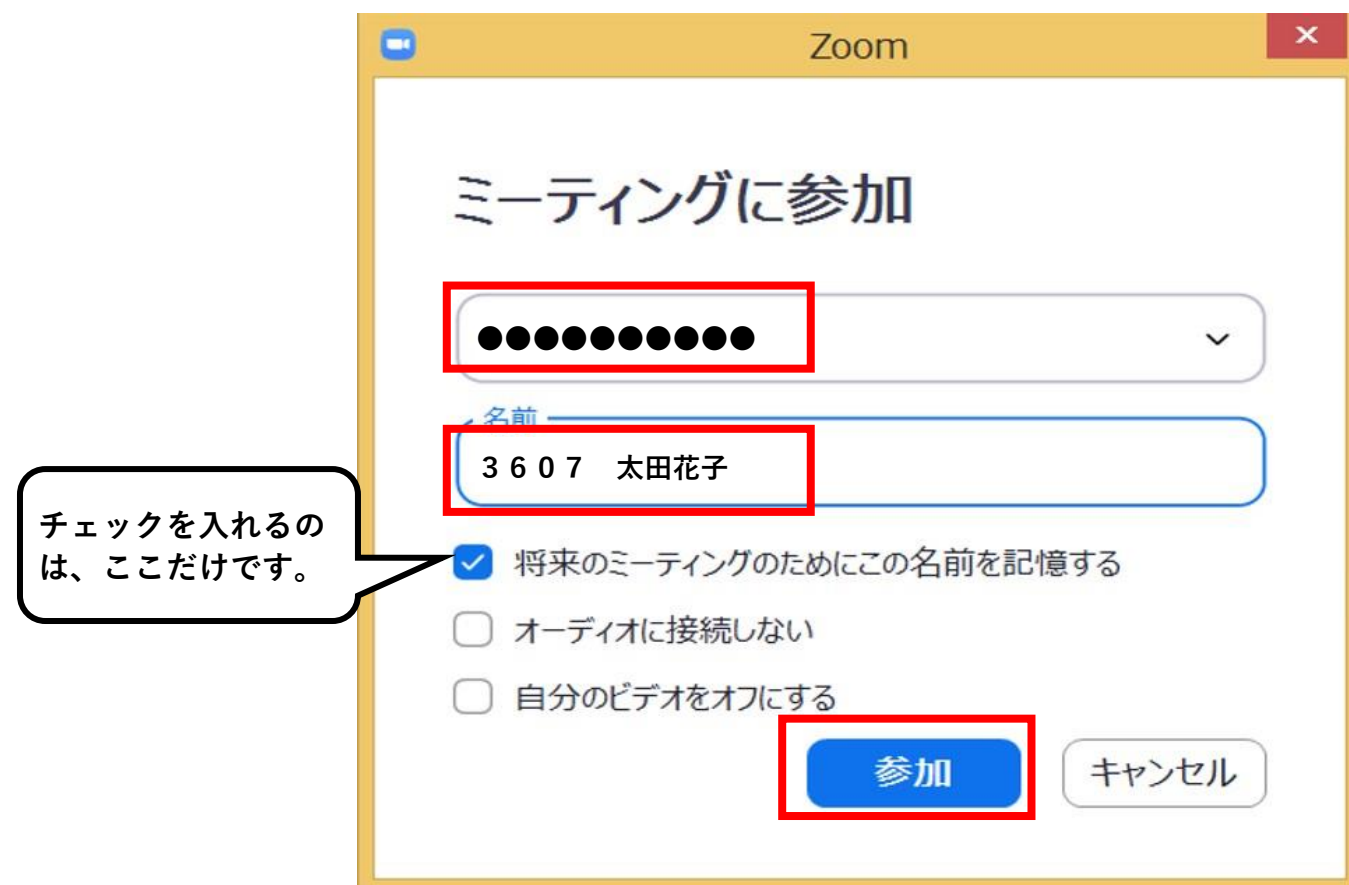 Zoom
ミーティングに参加
●●●●●●●●●●
名前
３６０７　太田花子
チェックを入れるの
は、ここだけです。
将来のミーティングのためにこの名前を記憶する
オーディオに接続しない
自分のビデオをオフにする
参加
キャンセル